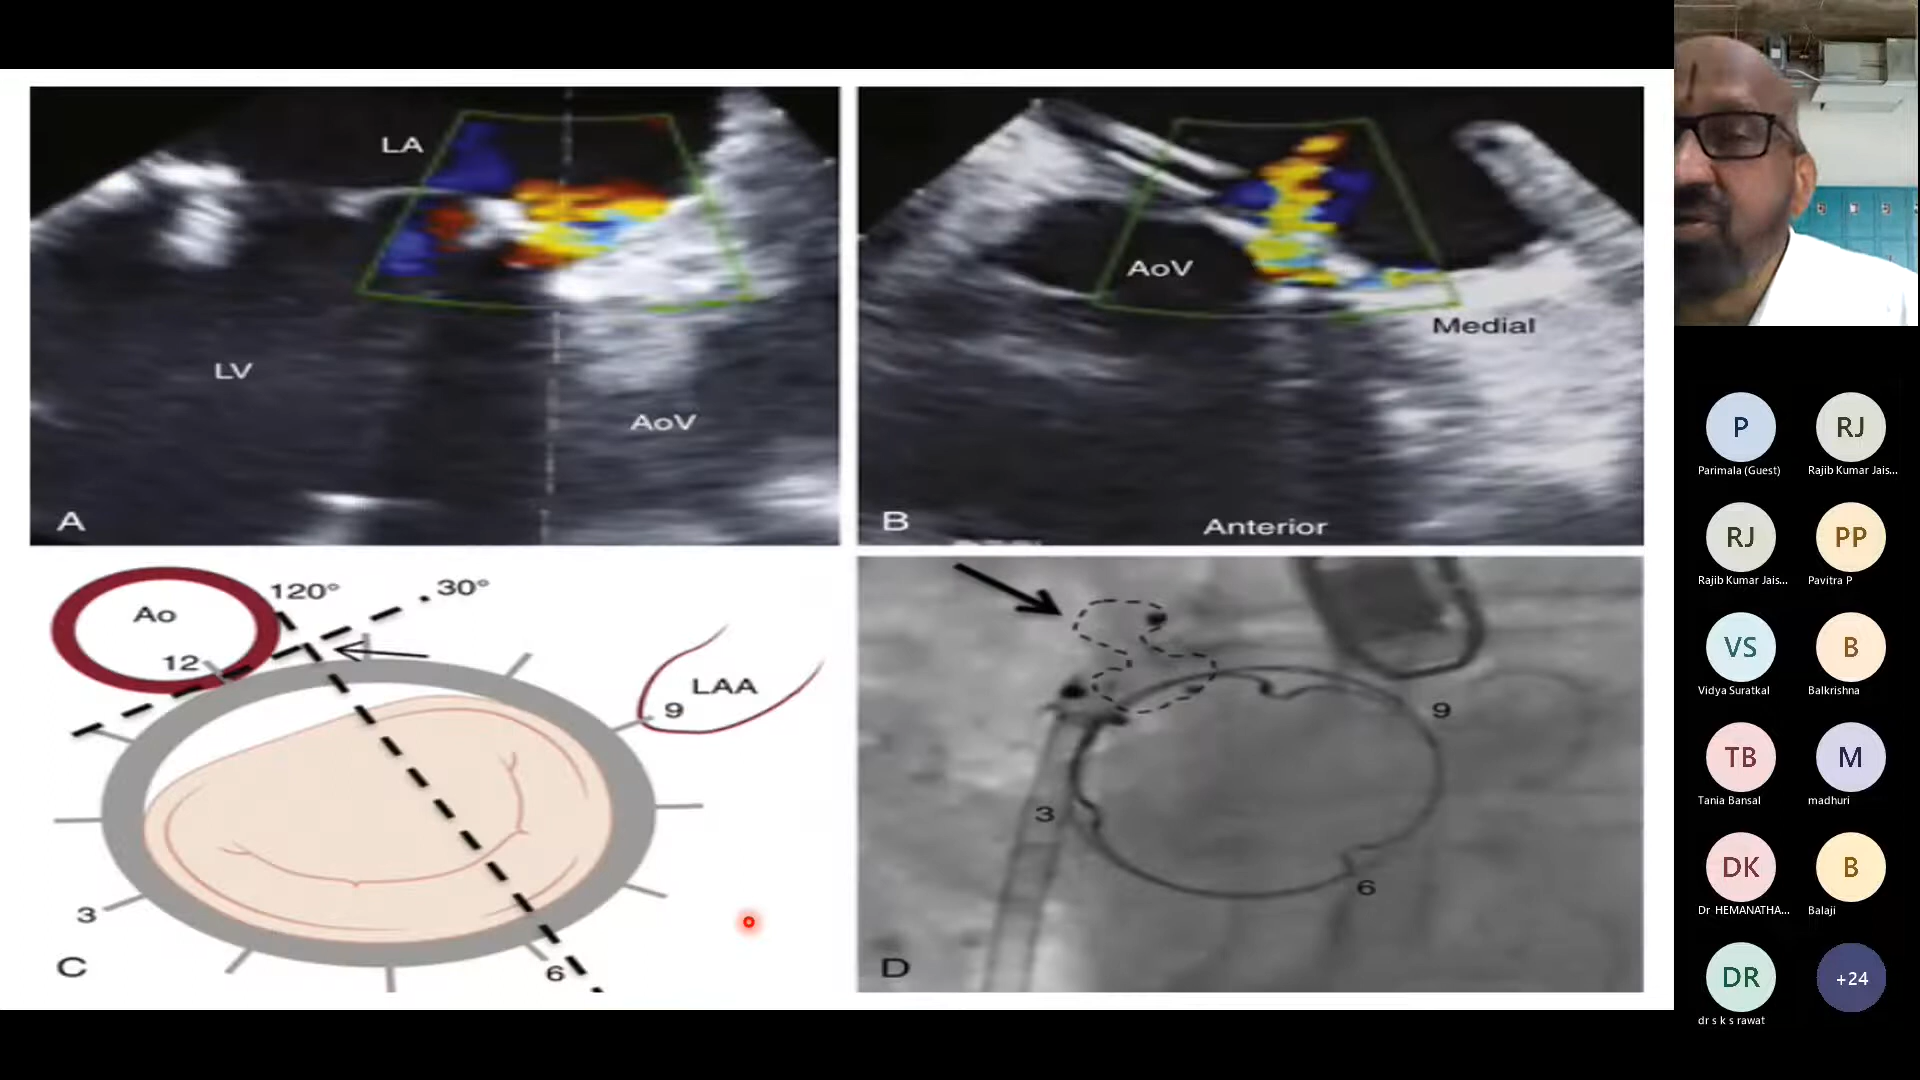 LA
LV
AoV
A
AoV
Medial
Anterior
B
Ao
120°
30°
12
LAA
9
3
6
C
9
3
6
D
P
Parimala (Guest)
RJ
Rajib Kumar Jais...
RJ
Rajib Kumar Jais...
PP
Pavitra P
VS
Vidya Suratkal
B
Balkrishna
TB
Tania Bansal
M
madhuri
DK
Dr HEMANATHA...
B
Balaji
DR
dr s k s rawat
+24